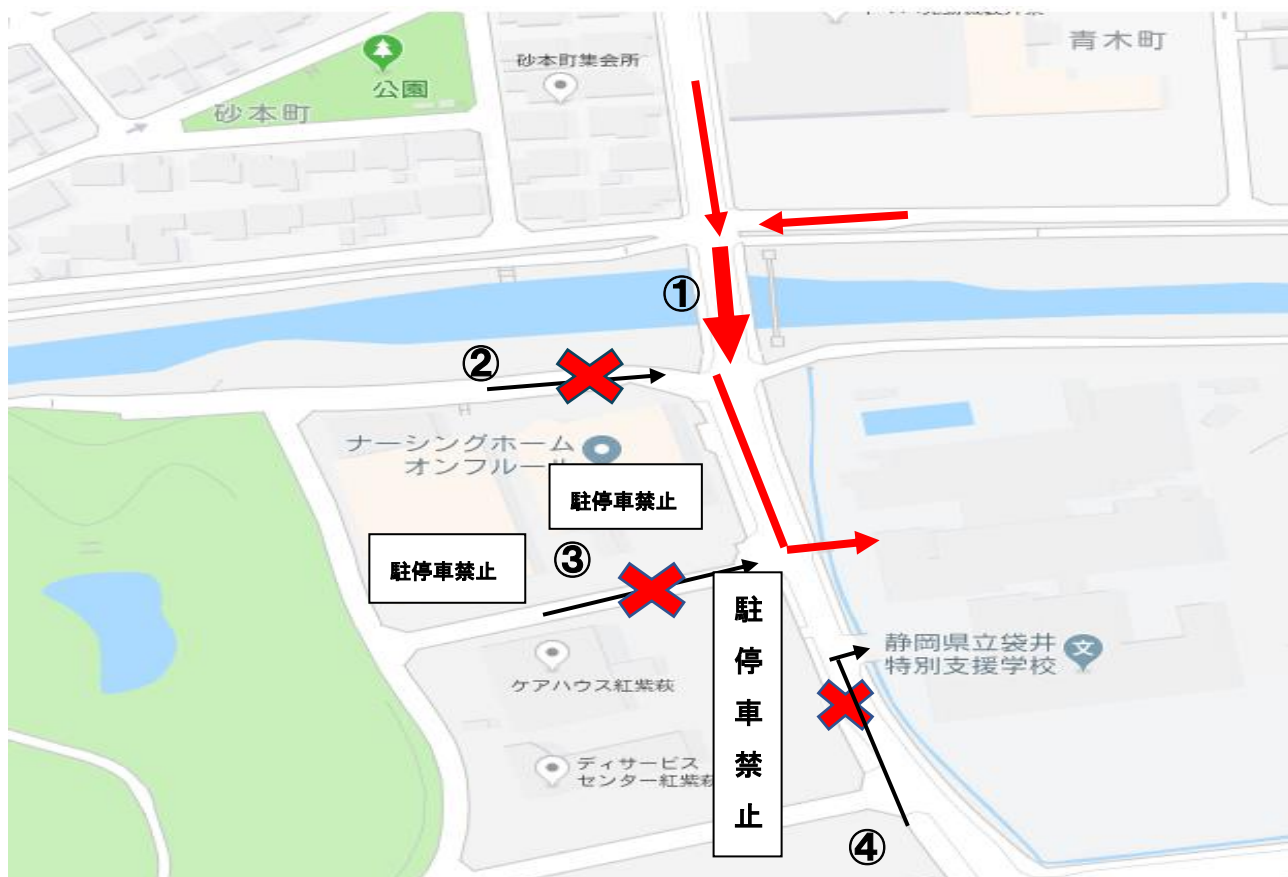 青木町
砂本町集会所
公園
砂本町
①
②
ナーシングホーム
オンフルール
駐停車禁止
駐停車禁止
③
駐停車禁止
静岡県立袋井
特別支援学校
文
ケアハウス紅紫萩
デイサービス
センター紅紫萩
④